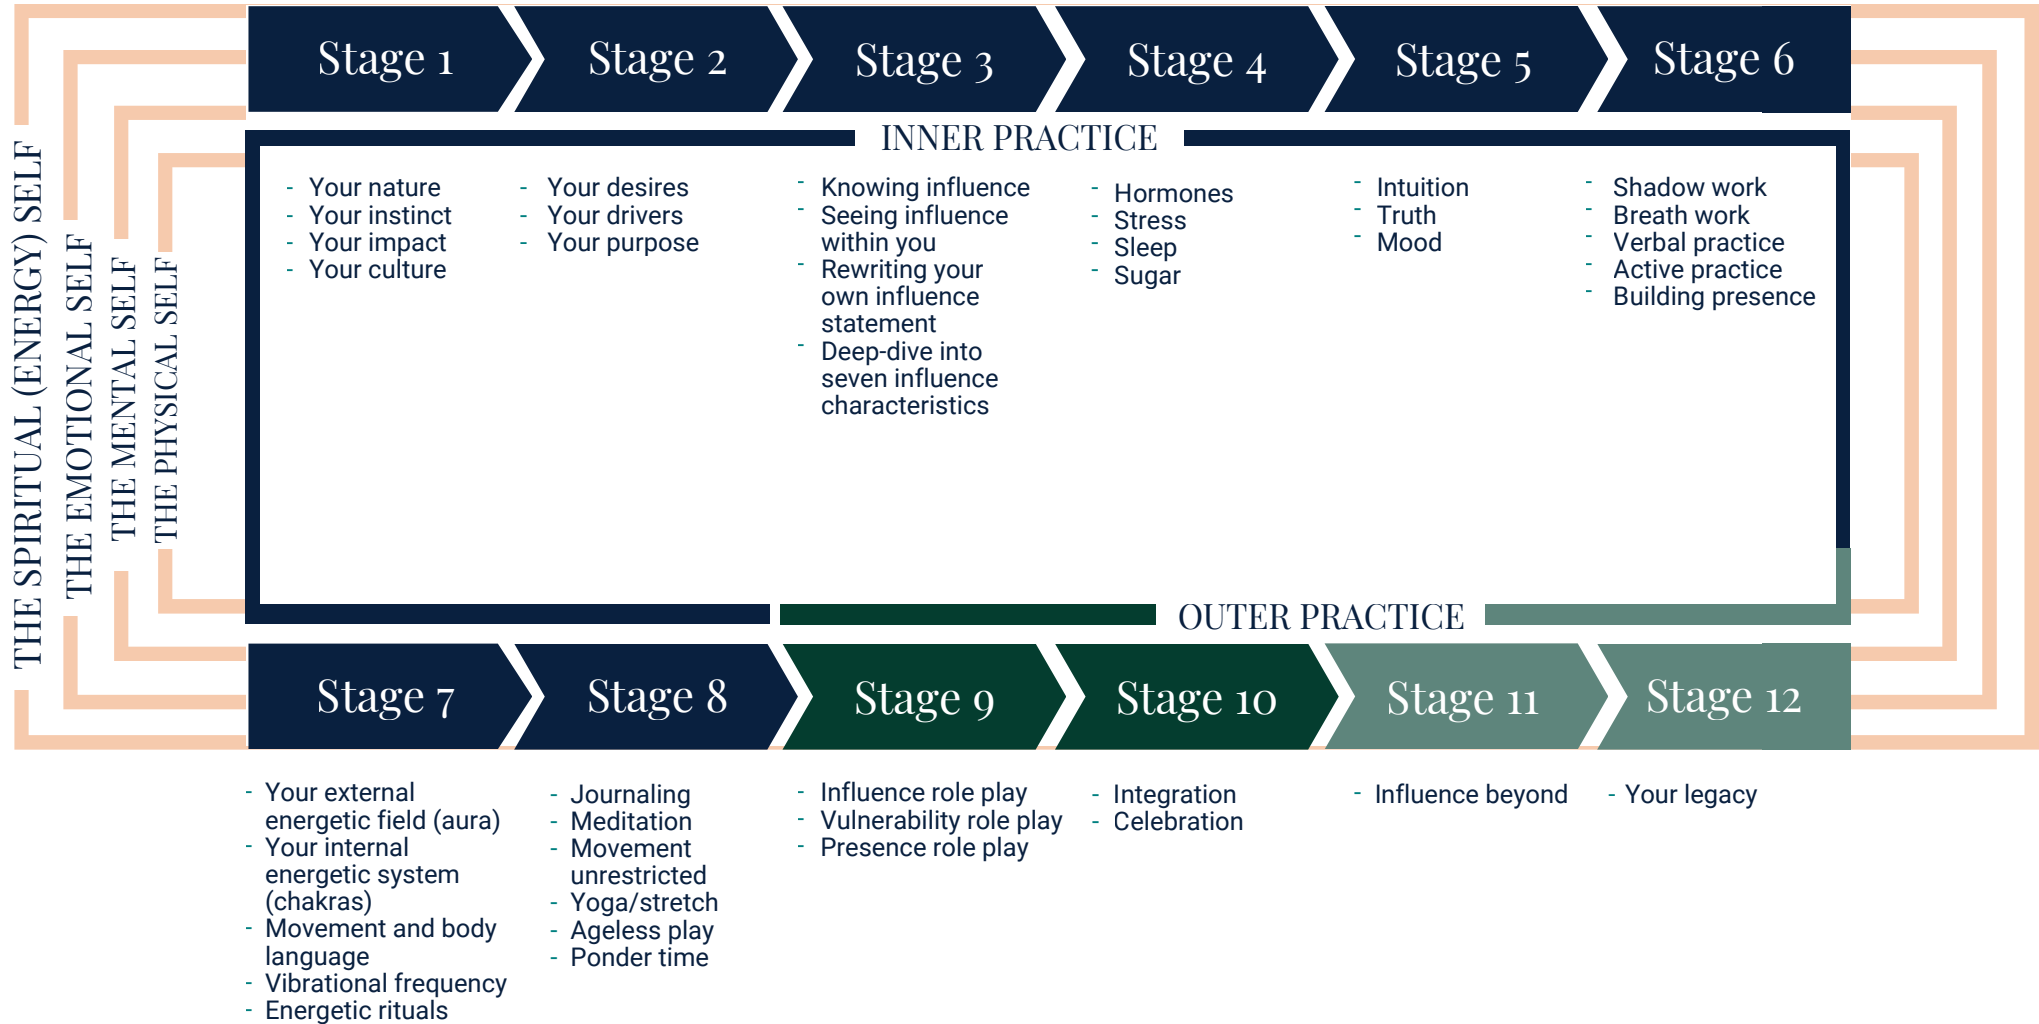 Stage 1
Stage 2
Stage 3
Stage 4
Stage 5
Stage 6
INNER PRACTICE
- Your nature
- Your instinct
- Your impact
- Your culture
- Your desires
- Your drivers
- Your purpose
- Knowing influence
- Seeing influence
within you
- Rewriting your
own influence
statement
- Deep-dive into
seven influence
characteristics
- Hormones
- Stress
- Sleep
- Sugar
- Intuition
- Truth
- Mood
- Shadow work
- Breath work
- Verbal practice
- Active practice
- Building presence
THE SPIRITUAL (ENERGY) SELF
THE EMOTIONAL SELF
THE MENTAL SELF
THE PHYSICAL SELF
OUTER PRACTICE
Stage 7
Stage 8
Stage 9
Stage 10
Stage 11
Stage 12
- Your external
energetic field (aura)
- Your internal
energetic system
(chakras)
- Movement and body
language
- Vibrational frequency
- Energetic rituals
- Journaling
- Meditation
- Movement
unrestricted
- Yoga/stretch
- Ageless play
- Ponder time
- Influence role play
- Vulnerability role play
- Presence role play
- Integration
- Celebration
- Influence beyond
- Your legacy